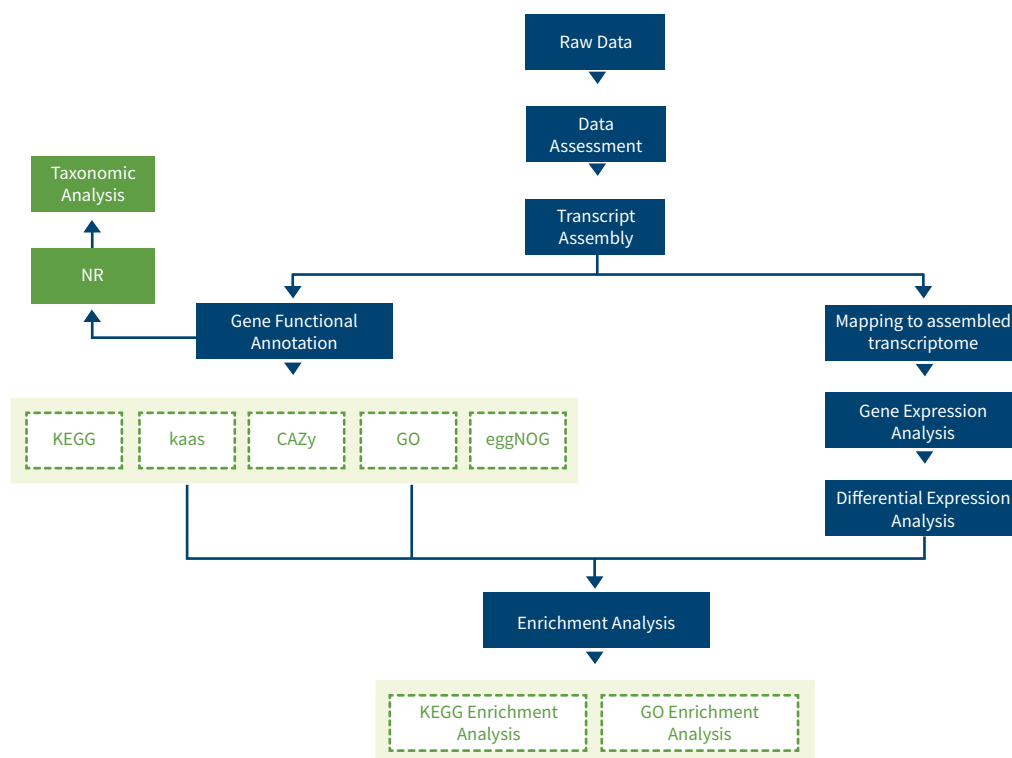 Raw Data
Data
Assessment
Transcript
Assembly
Taxonomic
Analysis
NR
Gene Functional
Annotation
Mapping to assembled
transcriptome
Gene Expression
Analysis
Differential Expression
Analysis
KEGG
kaas
CAZy
GO
eggNOG
Enrichment Analysis
KEGG Enrichment
Analysis
GO Enrichment
Analysis